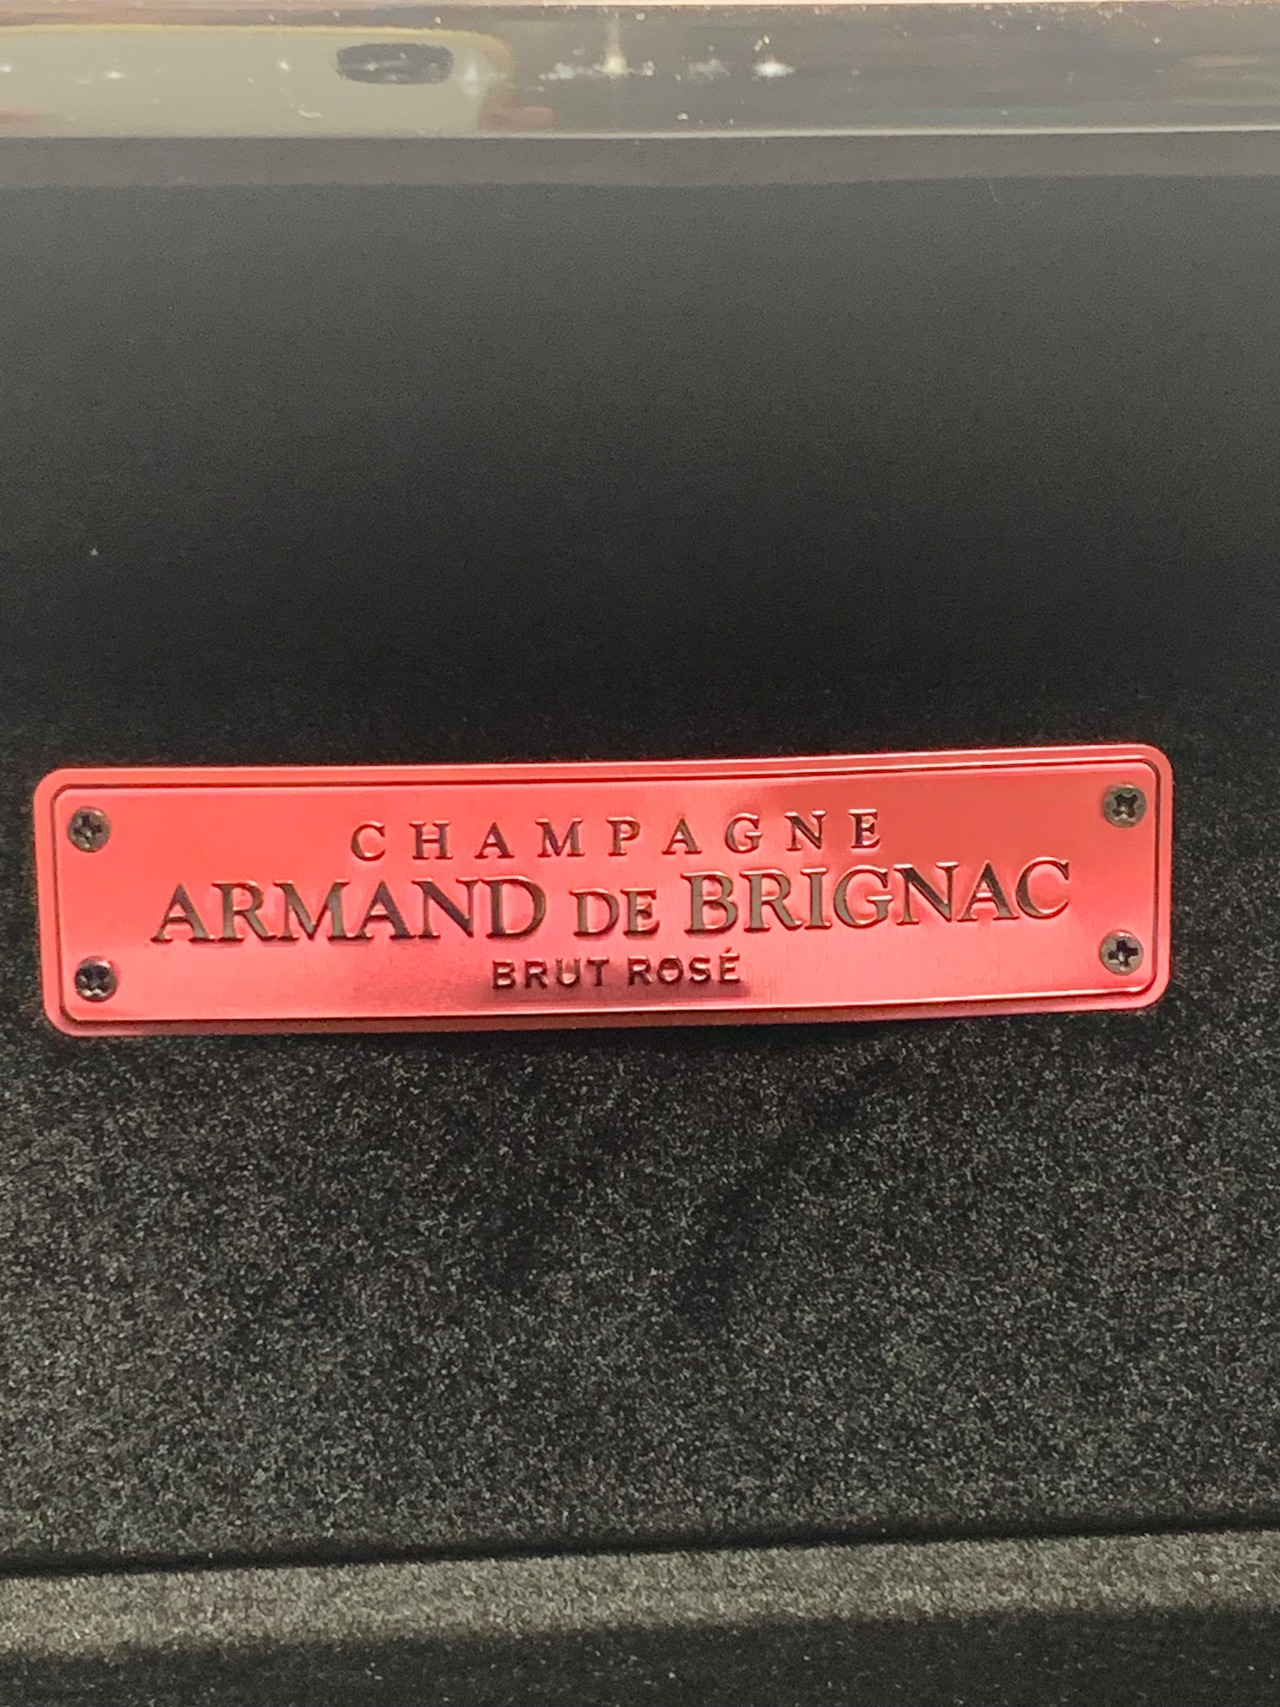 CHAMPAGNE
ARMAND DE BRIGNAC
BRUT ROSÉ